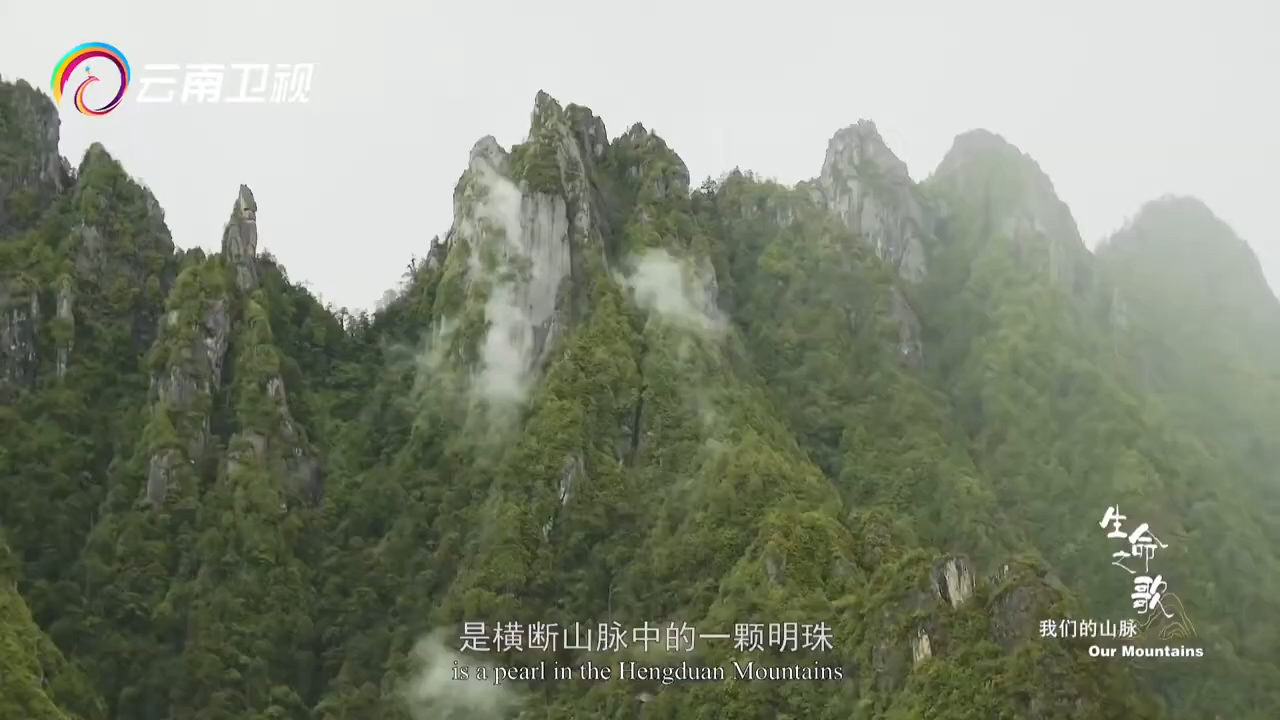 云南卫视
生命之歌
我们的山脉
Our Mountains
是横断山脉中的一颗明珠
is a pearl in the Hengduan Mountains